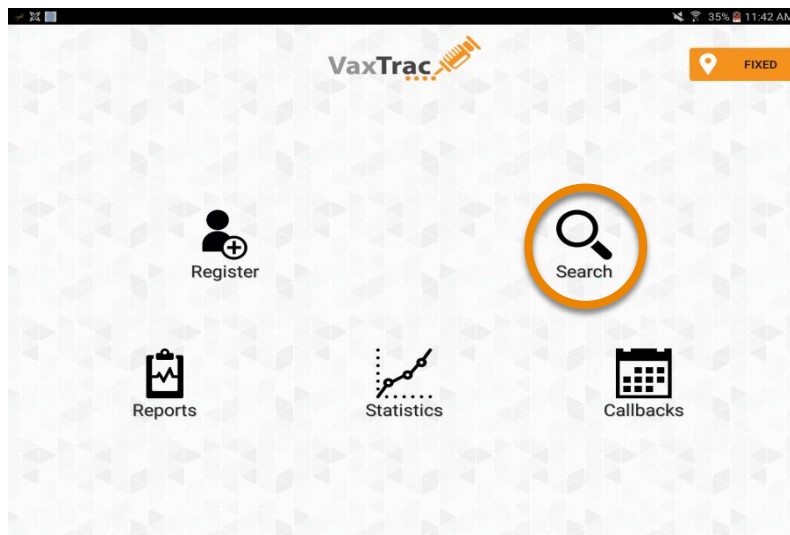 35% 11:42 AM
VaxTrac
FIXED
Register
Search
Reports
Statistics
Callbacks